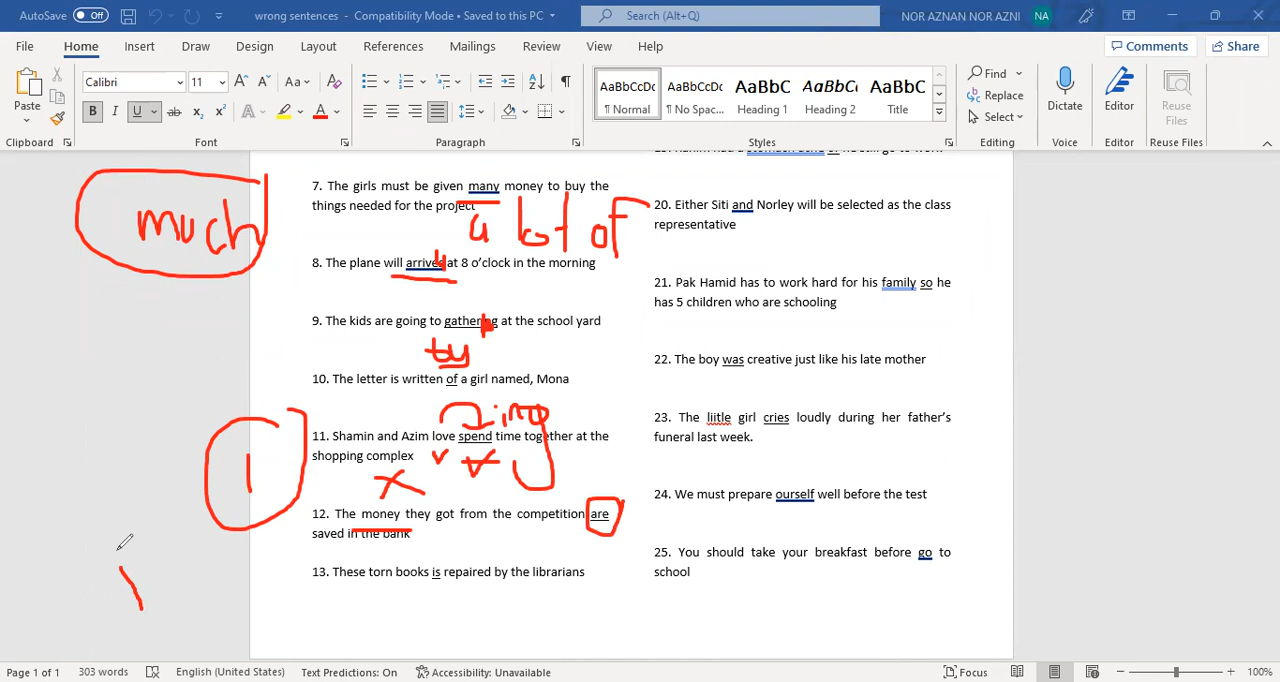 AutoSave Off
wrong sentences - Compatibility Mode • Saved to this PC
Search (Alt+Q)
NOR AZNAN NOR AZNI NA
File Home Insert Draw Design Layout References Mailings Review View Help
Comments Share
Paste
Calibri 11
B I U ab x2 x2 A A A
Aa
AaBbCcDc AaBbCcDc AaBbC AaBbCc AaBbC
¶ Normal ¶ No Spac... Heading 1 Heading 2 Title
Find
Replace
Select
Dictate
Editor
Reuse Files
Clipboard Font Paragraph Styles Editing Voice Editor Reuse Files
7. The girls must be given many money to buy the
things needed for the project
much
a lot of
8. The plane will arrives at 8 o'clock in the morning
9. The kids are going to gathering at the school yard
by
10. The letter is written of a girl named, Mona
ing
11. Shamin and Azim love spend time together at the
shopping complex
v v
X
1
12. The money they got from the competition are
saved in the bank
13. These torn books is repaired by the librarians
20. Either Siti and Norley will be selected as the class
representative
21. Pak Hamid has to work hard for his family so he
has 5 children who are schooling
22. The boy was creative just like his late mother
23. The liitle girl cries loudly during her father's
funeral last week.
24. We must prepare ourself well before the test
25. You should take your breakfast before go to
school
Page 1 of 1 303 words English (United States) Text Predictions: On Accessibility: Unavailable Focus 100%